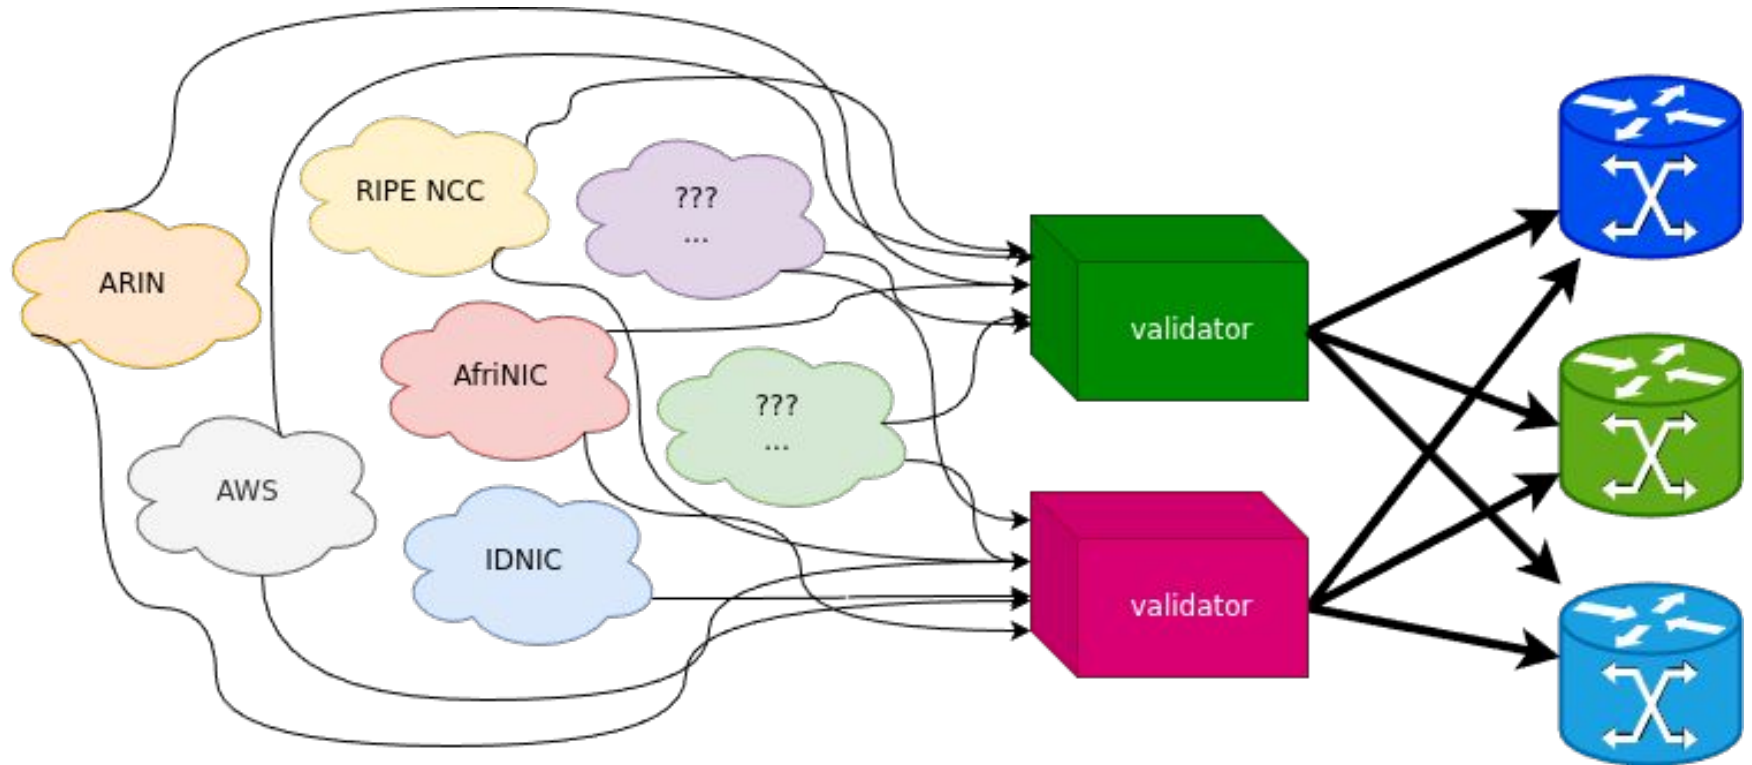 RIPE NCC
???
...
ARIN
AfriNIC
validator
???
...
AWS
IDNIC
validator